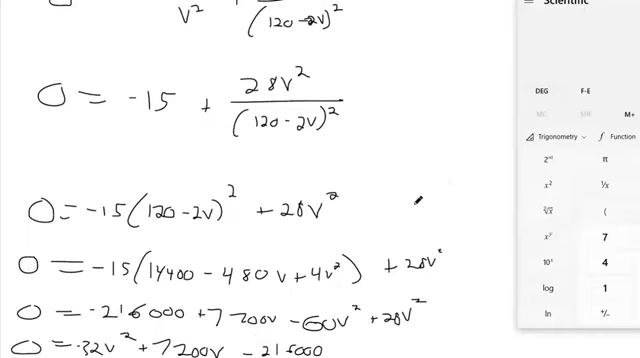 V² (120-2V)²
0 = -15 + 28V² / (120-2V)²
0 = -15(120-2V)² + 28V²
0 = -15(14400 - 480V + 4V²) + 28V²
0 = -216000 + 7200V - 60V² + 28V²
0 = -32V² + 7200V - 216000
Scientific
DEG F-E
MC MR M+
Trigonometry f Function
2ⁿᵈ π
x² ¹/x
²√x (
xʸ 7
10ˣ 4
log 1
ln +/-